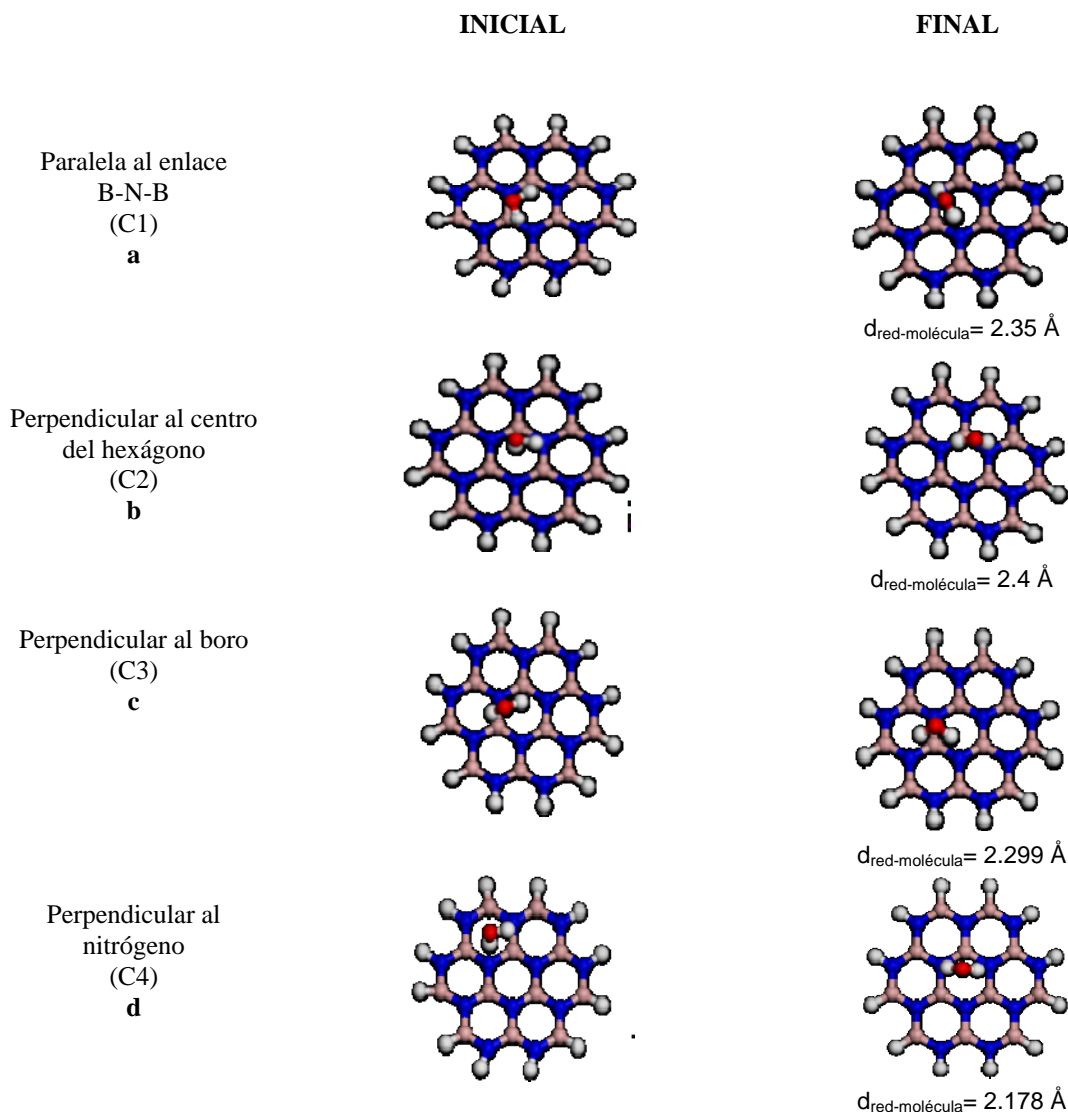 INICIAL
FINAL
Paralela al enlace
B-N-B
(C1)
a
dred-molécula= 2.35 Å
Perpendicular al centro
del hexágono
(C2)
b
i
dred-molécula= 2.4 Å
Perpendicular al boro
(C3)
c
dred-molécula= 2.299 Å
Perpendicular al
nitrógeno
(C4)
d
.
dred-molécula= 2.178 Å